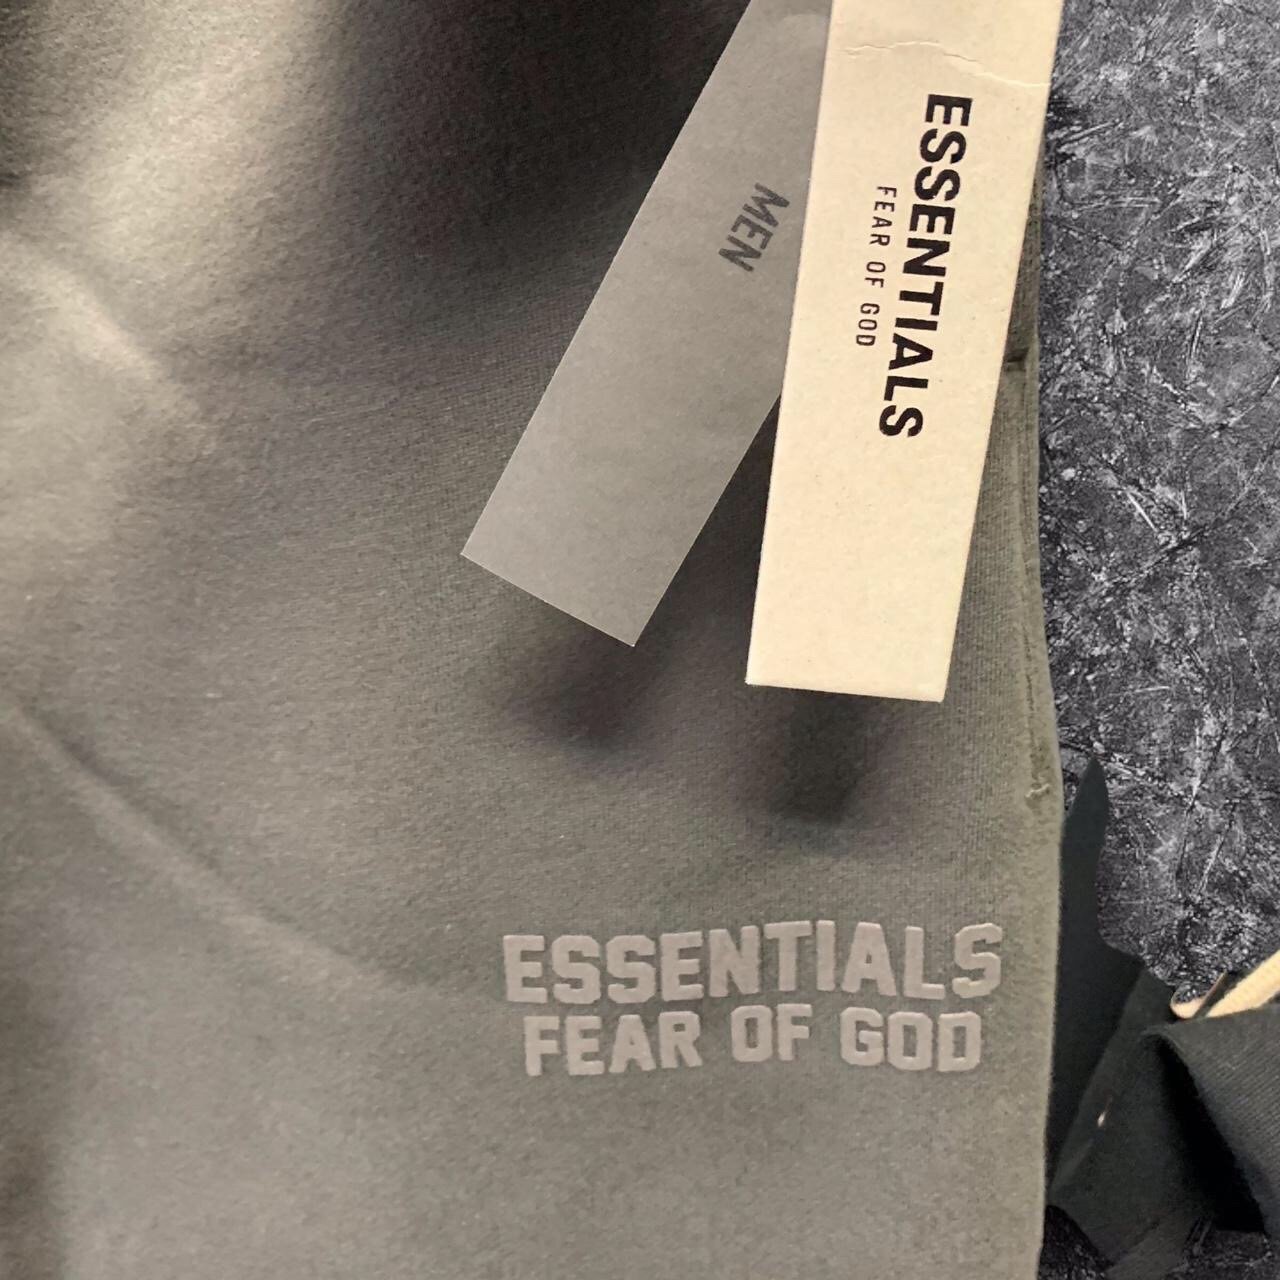 MEN
ESSENTIALS
FEAR OF GOD
ESSENTIALS
FEAR OF GOD